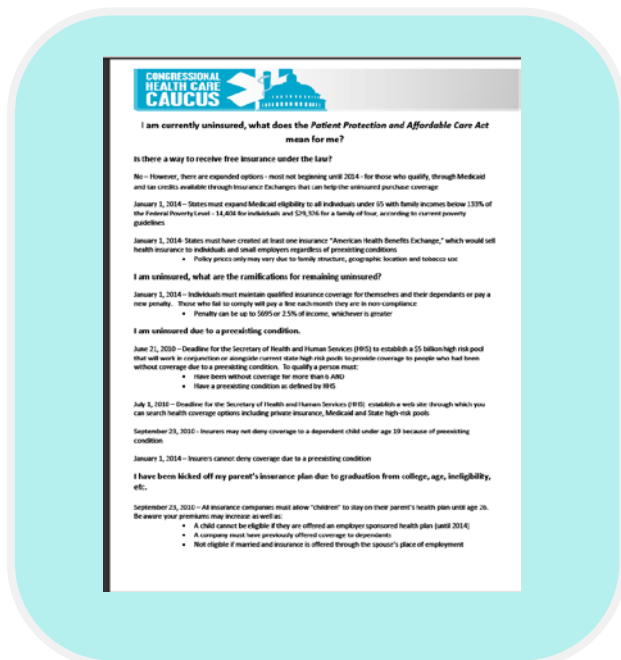 CONGRESSIONAL
HEALTH CARE
CAUCUS
I am currently uninsured, what does the Patient Protection and Affordable Care Act
mean for me?
Is there a way to receive free insurance under the law?
No – However, there are expanded options - most not beginning until 2014 - for those who qualify, through Medicaid
and tax credits available through Insurance Exchanges that can help the uninsured purchase coverage
January 1, 2014 – States must expand Medicaid eligibility to all individuals under 65 with family incomes below 133% of
the Federal Poverty Level - 14,404 for individuals and $29,326 for a family of four, according to current poverty
guidelines
January 1, 2014- States must have created at least one insurance "American Health Benefits Exchange," which would sell
health insurance to individuals and small employers regardless of preexisting conditions
• Policy prices only may vary due to family structure, geographic location and tobacco use
I am uninsured, what are the ramifications for remaining uninsured?
January 1, 2014 – Individuals must maintain qualified insurance coverage for themselves and their dependants or pay a
new penalty. Those who fail to comply will pay a fine each month they are in non-compliance
• Penalty can be up to $695 or 2.5% of income, whichever is greater
I am uninsured due to a preexisting condition.
June 21, 2010 – Deadline for the Secretary of Health and Human Services (HHS) to establish a $5 billion high risk pool
that will work in conjunction or alongside current state high risk pools to provide coverage to people who had been
without coverage due to a preexisting condition. To qualify a person must:
• Have been without coverage for more than 6 AND
• Have a preexisting condition as defined by HHS
July 1, 2010 – Deadline for the Secretary of Health and Human Services (HHS) establish a web site through which you
can search health coverage options including private insurance, Medicaid and State high-risk pools
September 23, 2010 - Insurers may not deny coverage to a dependent child under age 19 because of preexisting
condition
January 1, 2014 – Insurers cannot deny coverage due to a preexisting condition
I have been kicked off my parent's insurance plan due to graduation from college, age, ineligibility,
etc.
September 23, 2010 – All insurance companies must allow "children" to stay on their parent's health plan until age 26.
Be aware your premiums may increase as well as:
• A child cannot be eligible if they are offered an employer sponsored health plan (until 2014)
• A company must have previously offered coverage to dependants
• Not eligible if married and insurance is offered through the spouse's place of employment